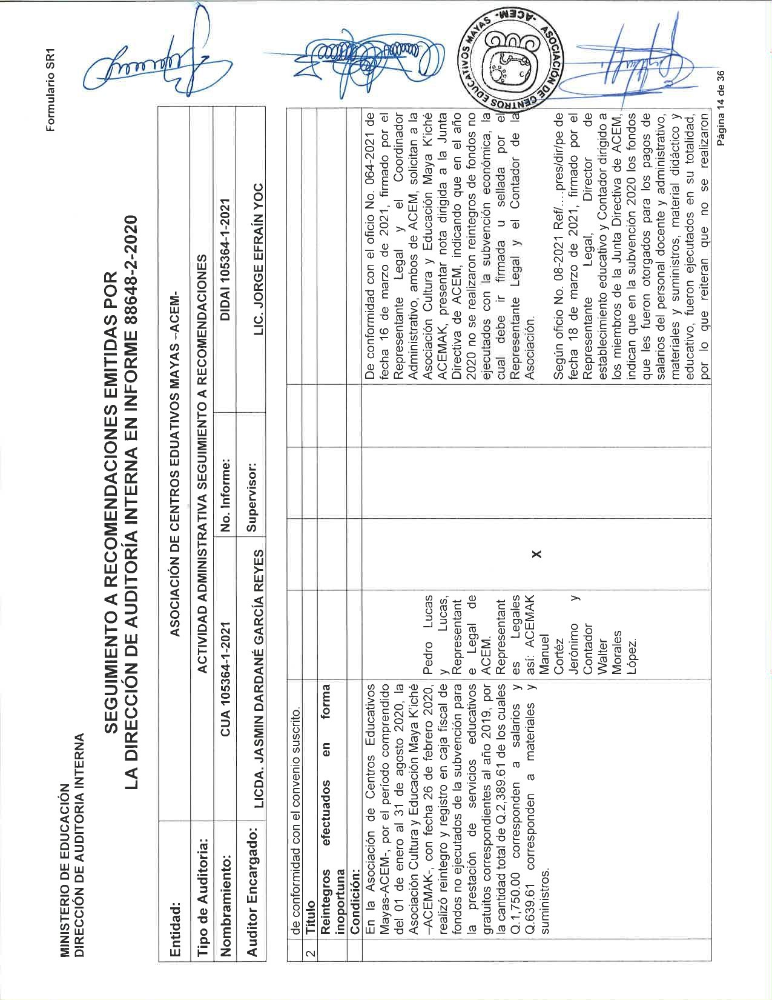 Formulario SR1
MINISTERIO DE EDUCACIÓN
DIRECCIÓN DE AUDITORIA INTERNA
SEGUIMIENTO A RECOMENDACIONES EMITIDAS POR
LA DIRECCIÓN DE AUDITORÍA INTERNA EN INFORME 88648-2-2020
Entidad: ASOCIACIÓN DE CENTROS EDUATIVOS MAYAS –ACEM-
Tipo de Auditoria: ACTIVIDAD ADMINISTRATIVA SEGUIMIENTO A RECOMENDACIONES
Nombramiento: CUA 105364-1-2021 No. Informe: DIDAI 105364-1-2021
Auditor Encargado: LICDA. JASMIN DARDANÉ GARCÍA REYES Supervisor: LIC. JORGE EFRAÍN YOC
de conformidad con el convenio suscrito.
2 Título
Reintegros efectuados en forma
inoportuna
Condición:
En la Asociación de Centros Educativos
Mayas-ACEM-, por el período comprendido
del 01 de enero al 31 de agosto 2020, la
Asociación Cultura y Educación Maya K'iché
–ACEMAK-, con fecha 26 de febrero 2020,
realizó reintegro y registro en caja fiscal de
fondos no ejecutados de la subvención para
la prestación de servicios educativos
gratuitos correspondientes al año 2019, por
la cantidad total de Q.2,389.61 de los cuales
Q.1,750.00 corresponden a salarios y
Q.639.61 corresponden a materiales y
suministros.
Pedro Lucas
y Lucas,
Representant
e Legal de
ACEM.
Representant
es Legales
así: ACEMAK
Manuel
Cortéz
Jerónimo y
Contador
Walter
Morales
López.
X
De conformidad con el oficio No. 064-2021 de
fecha 16 de marzo de 2021, firmado por el
Representante Legal y el Coordinador
Administrativo, ambos de ACEM, solicitan a la
Asociación Cultura y Educación Maya K'iché
ACEMAK, presentar nota dirigida a la Junta
Directiva de ACEM, indicando que en el año
2020 no se realizaron reintegros de fondos no
ejecutados con la subvención económica, la
cual debe ir firmada u sellada por el
Representante Legal y el Contador de la
Asociación.
Según oficio No. 08-2021 Ref/....pres/dir/pe de
fecha 18 de marzo de 2021, firmado por el
Representante Legal, Director de
establecimiento educativo y Contador dirigido a
los miembros de la Junta Directiva de ACEM,
indican que en la subvención 2020 los fondos
que les fueron otorgados para los pagos de
salarios del personal docente y administrativo,
materiales y suministros, material didáctico y
educativo, fueron ejecutados en su totalidad,
por lo que reiteran que no se realizaron
ASOCIACIÓN DE CENTROS EDUCATIVOS MAYAS -ACEM-
Página 14 de 36